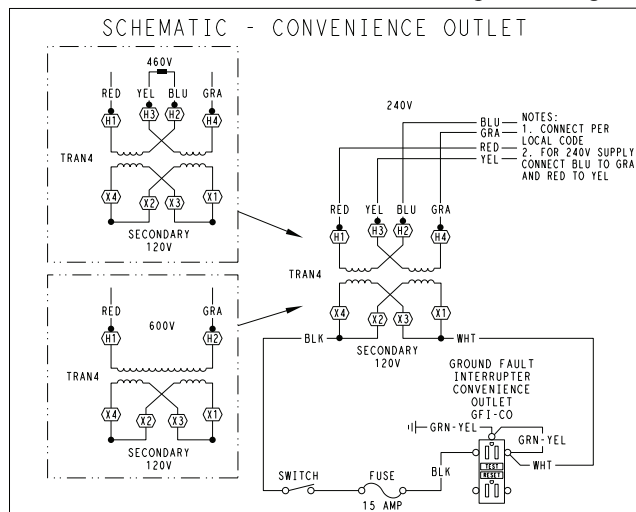 SCHEMATIC - CONVENIENCE OUTLET
460V
RED YEL BLU GRA
H1 H3 H2 H4
TRAN4
X4 X2 X3 X1
SECONDARY
120V
RED GRA
600V
H1 H2
TRAN4
X4 X2 X3 X1
SECONDARY
120V
240V
BLU
GRA
RED
YEL
NOTES:
1. CONNECT PER
LOCAL CODE
2. FOR 240V SUPPLY
CONNECT BLU TO GRA
AND RED TO YEL
RED YEL BLU GRA
H1 H3 H2 H4
TRAN4
X4 X2 X3 X1
BLK WHT
SECONDARY
120V
GROUND FAULT
INTERRUPTER
CONVENIENCE
OUTLET
GFI-CO
GRN-YEL
GRN-YEL
WHT
BLK
TEST
RESET
SWITCH FUSE
15 AMP